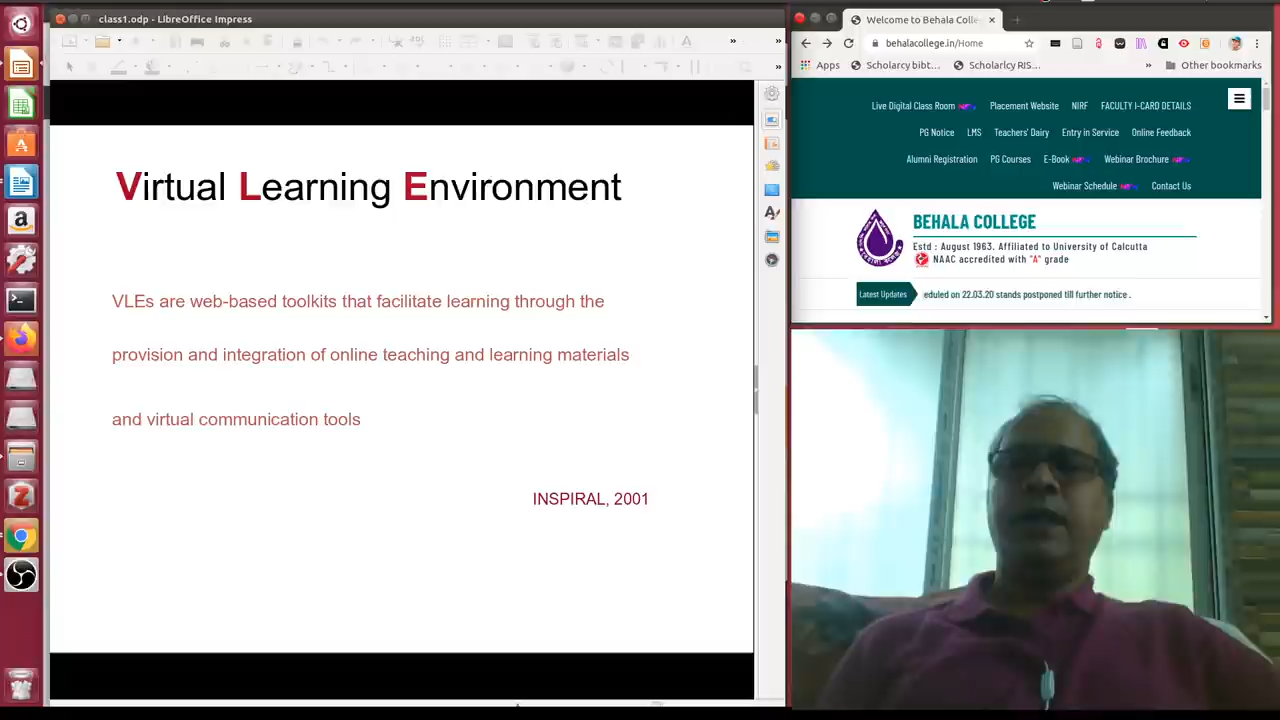 class1.odp - LibreOffice Impress
Virtual Learning Environment
VLEs are web-based toolkits that facilitate learning through the
provision and integration of online teaching and learning materials
and virtual communication tools
INSPIRAL, 2001
Welcome to Behala Colle
behalacollege.in/Home
Apps Scholarcy bibt... Scholarlcy RIS... » Other bookmarks
Live Digital Class Room Placement Website NIRF FACULTY I-CARD DETAILS
PG Notice LMS Teachers' Dairy Entry in Service Online Feedback
Alumni Registration PG Courses E-Book Webinar Brochure
Webinar Schedule Contact Us
BEHALA COLLEGE
Estd : August 1963. Affiliated to University of Calcutta
NAAC accredited with "A" grade
Latest Updates eduled on 22.03.20 stands postponed till further notice .